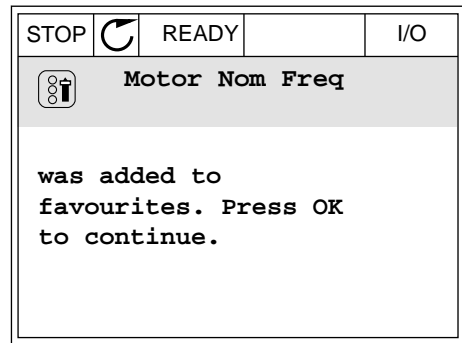 STOP READY I/O
Motor Nom Freq
was added to
favourites. Press OK
to continue.